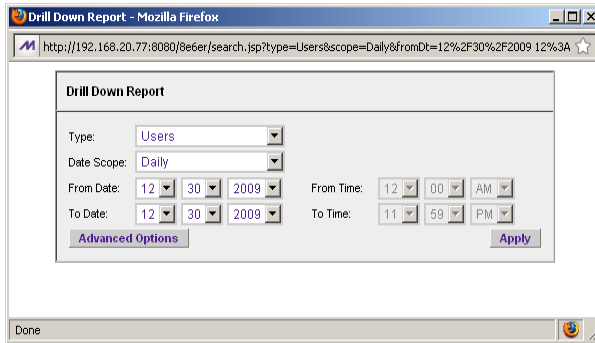 Drill Down Report - Mozilla Firefox
http://192.168.20.77:8080/8e6er/search.jsp?type=Users&scope=Daily&fromDt=12%2F30%2F2009 12%3A
Drill Down Report
Type: Users
Date Scope: Daily
From Date: 12 30 2009 From Time: 12 00 AM
To Date: 12 30 2009 To Time: 11 59 PM
Advanced Options Apply
Done